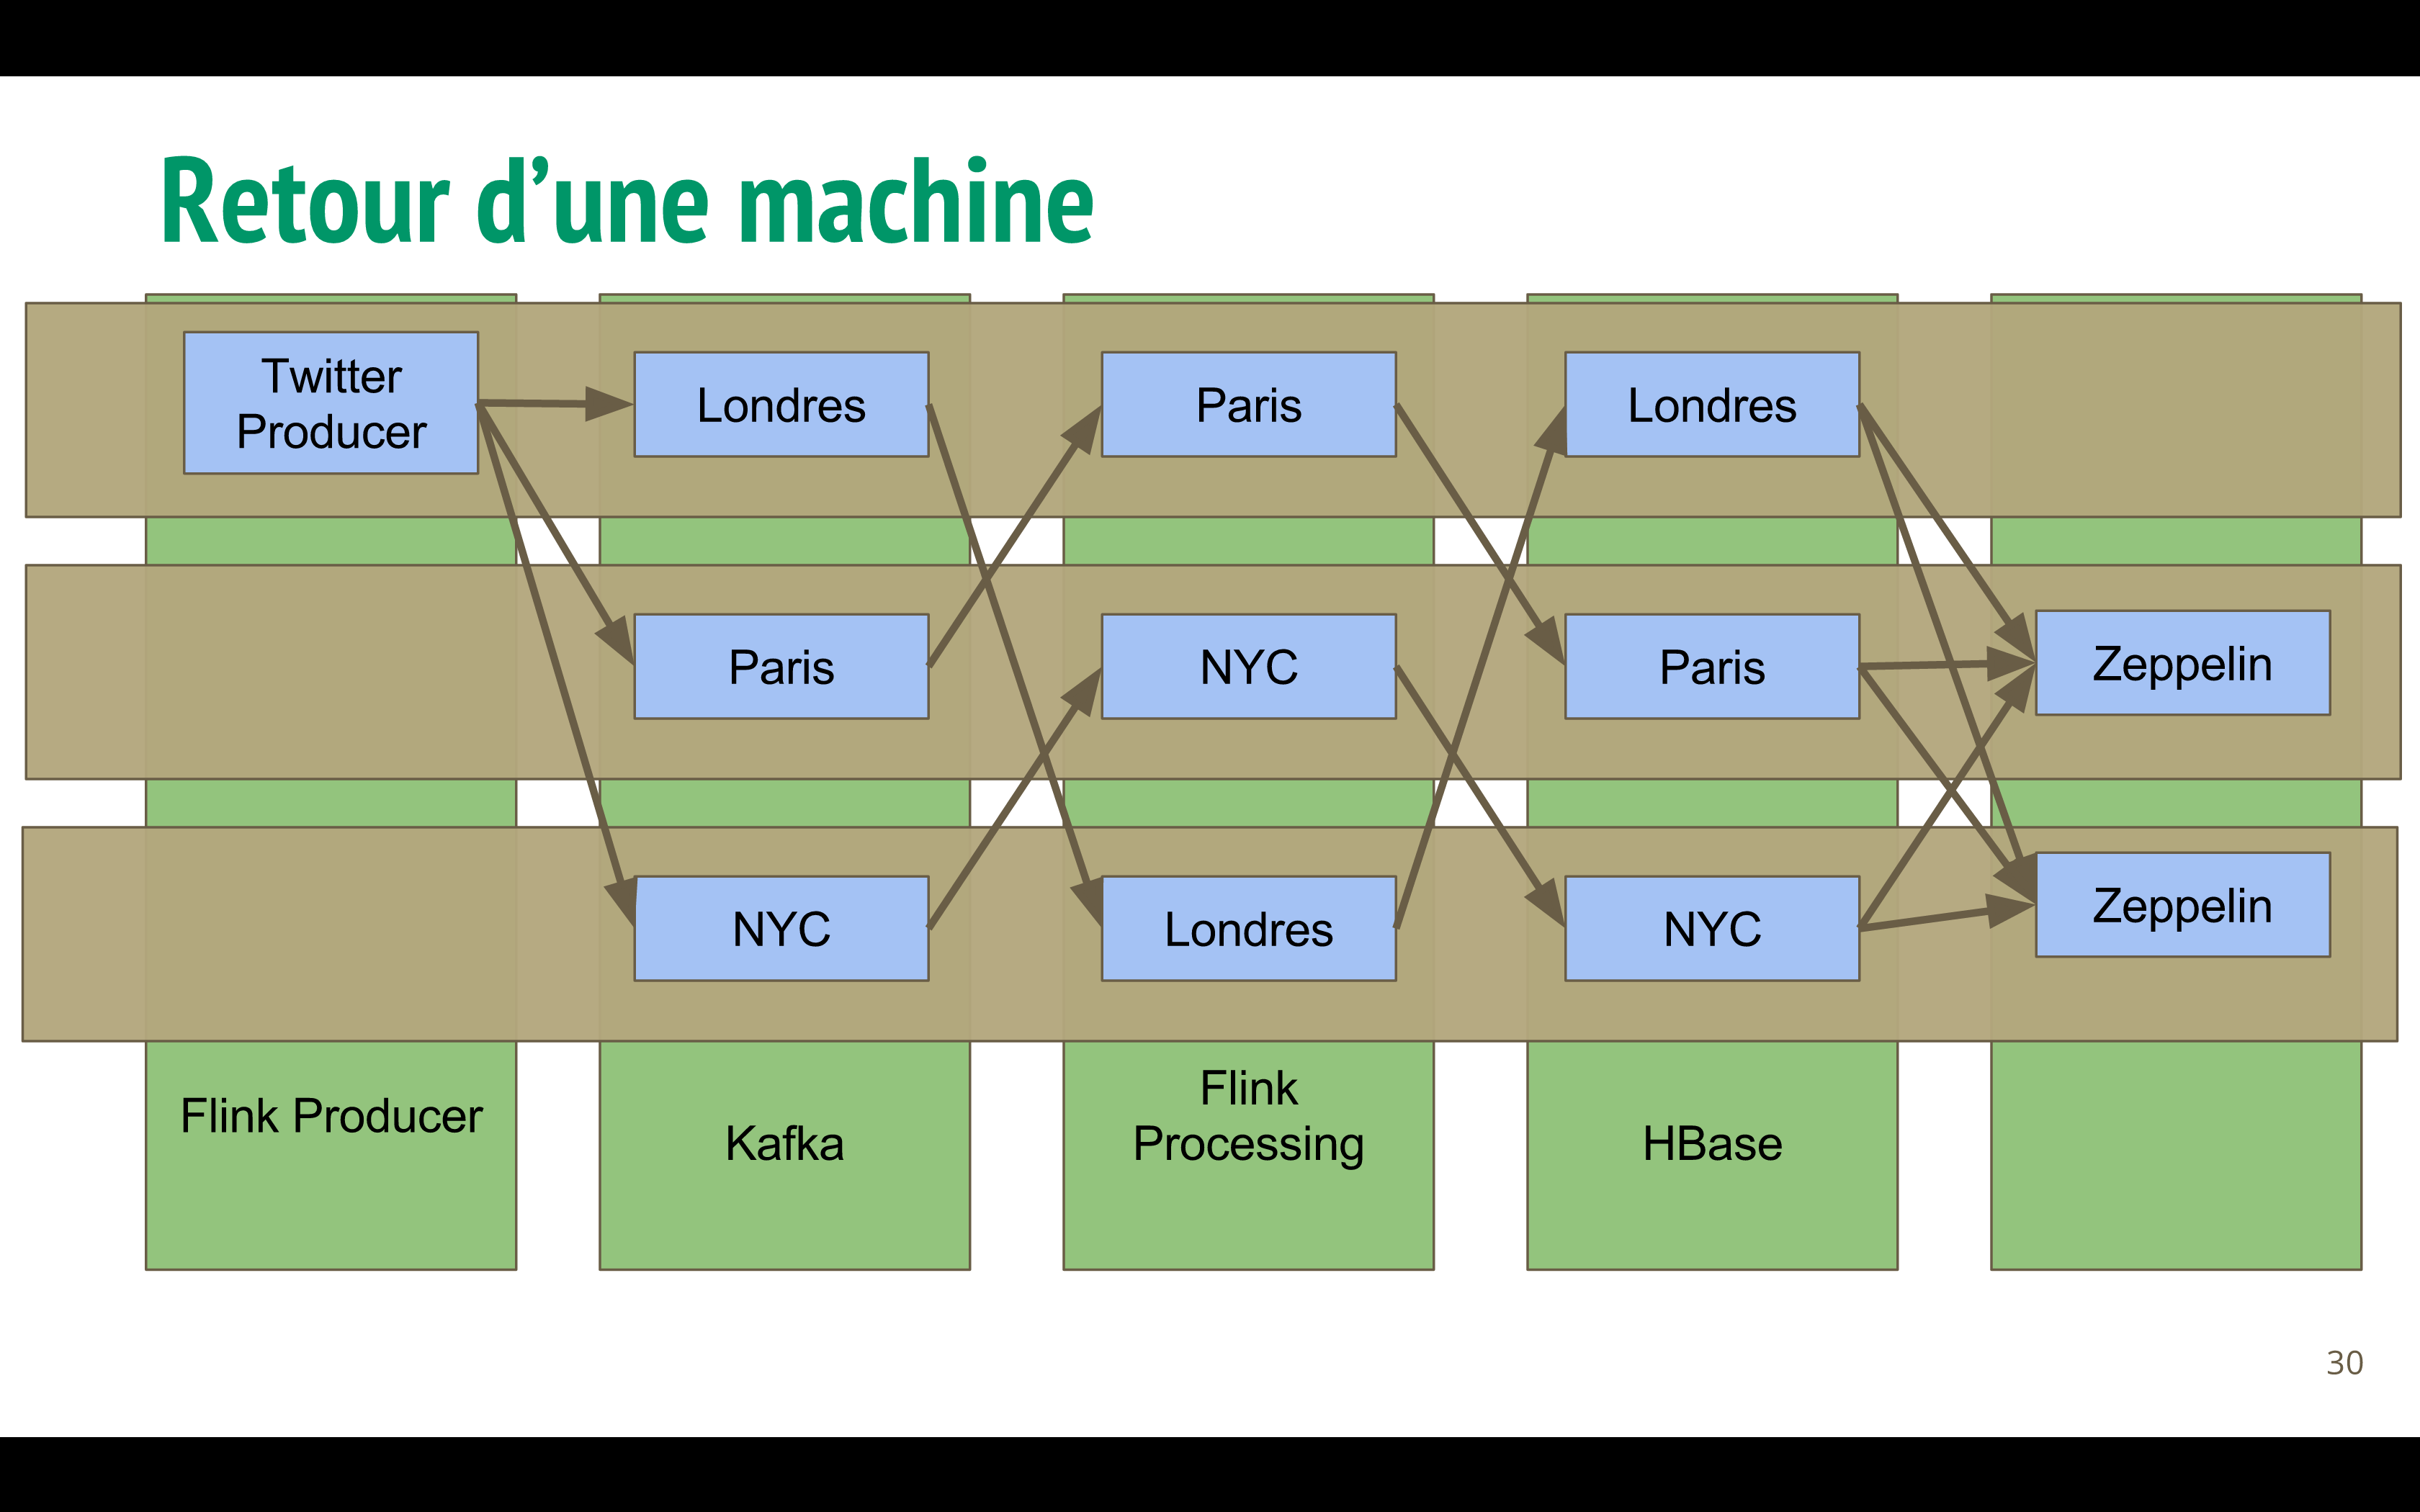 Retour d’une machine
Twitter
Producer
Londres
Paris
Londres
Paris
NYC
Paris
Zeppelin
NYC
Londres
NYC
Zeppelin
Flink Producer
Kafka
Flink
Processing
HBase
30